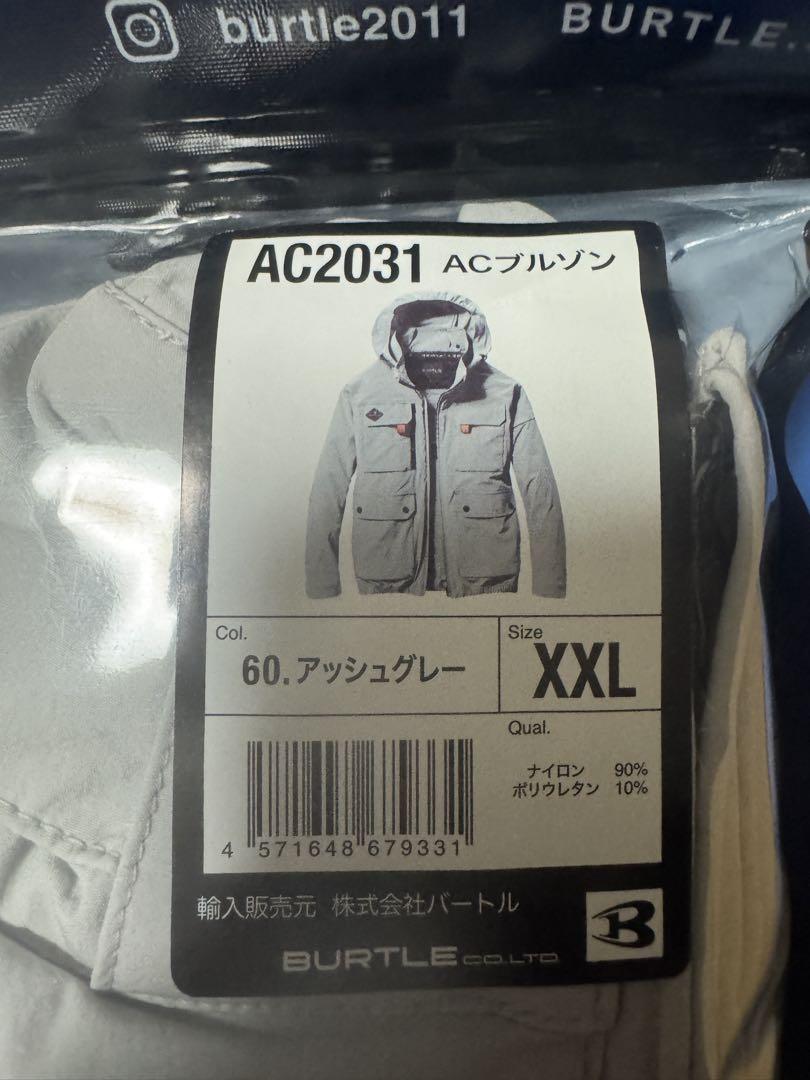 burtle2011
BURTLE.
AC2031 ACブルゾン
BURTLE
Col.
60.アッシュグレー
Size
XXL
Qual.
ナイロン 90%
ポリウレタン 10%
4 571648 679331
輸入販売元 株式会社バートル
BURTLE CO.LTD